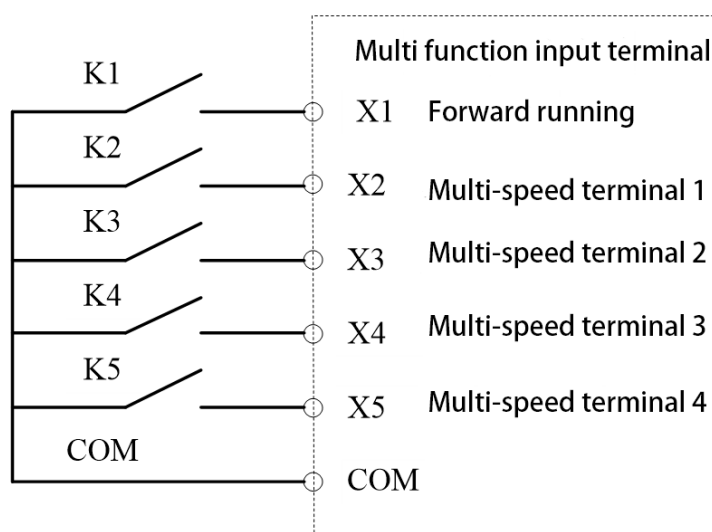 Multi function input terminal
K1
X1 Forward running
K2
X2 Multi-speed terminal 1
K3
X3 Multi-speed terminal 2
K4
X4 Multi-speed terminal 3
K5
X5 Multi-speed terminal 4
COM
COM